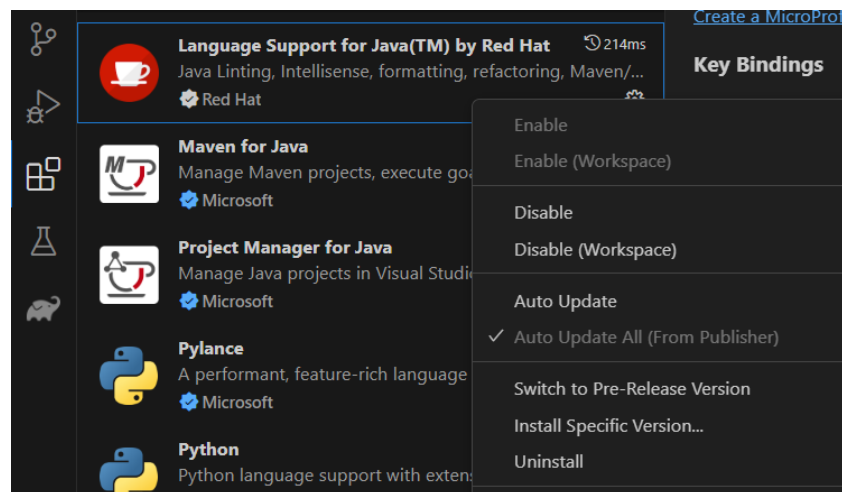 Create a MicroProf
Language Support for Java(TM) by Red Hat 214ms
Java Linting, Intellisense, formatting, refactoring, Maven/...
Red Hat
Key Bindings
Enable
Enable (Workspace)
Disable
Disable (Workspace)
Auto Update
Auto Update All (From Publisher)
Switch to Pre-Release Version
Install Specific Version...
Uninstall
Maven for Java
Manage Maven projects, execute goa
Microsoft
Project Manager for Java
Manage Java projects in Visual Studi
Microsoft
Pylance
A performant, feature-rich language
Microsoft
Python
Python language support with exten